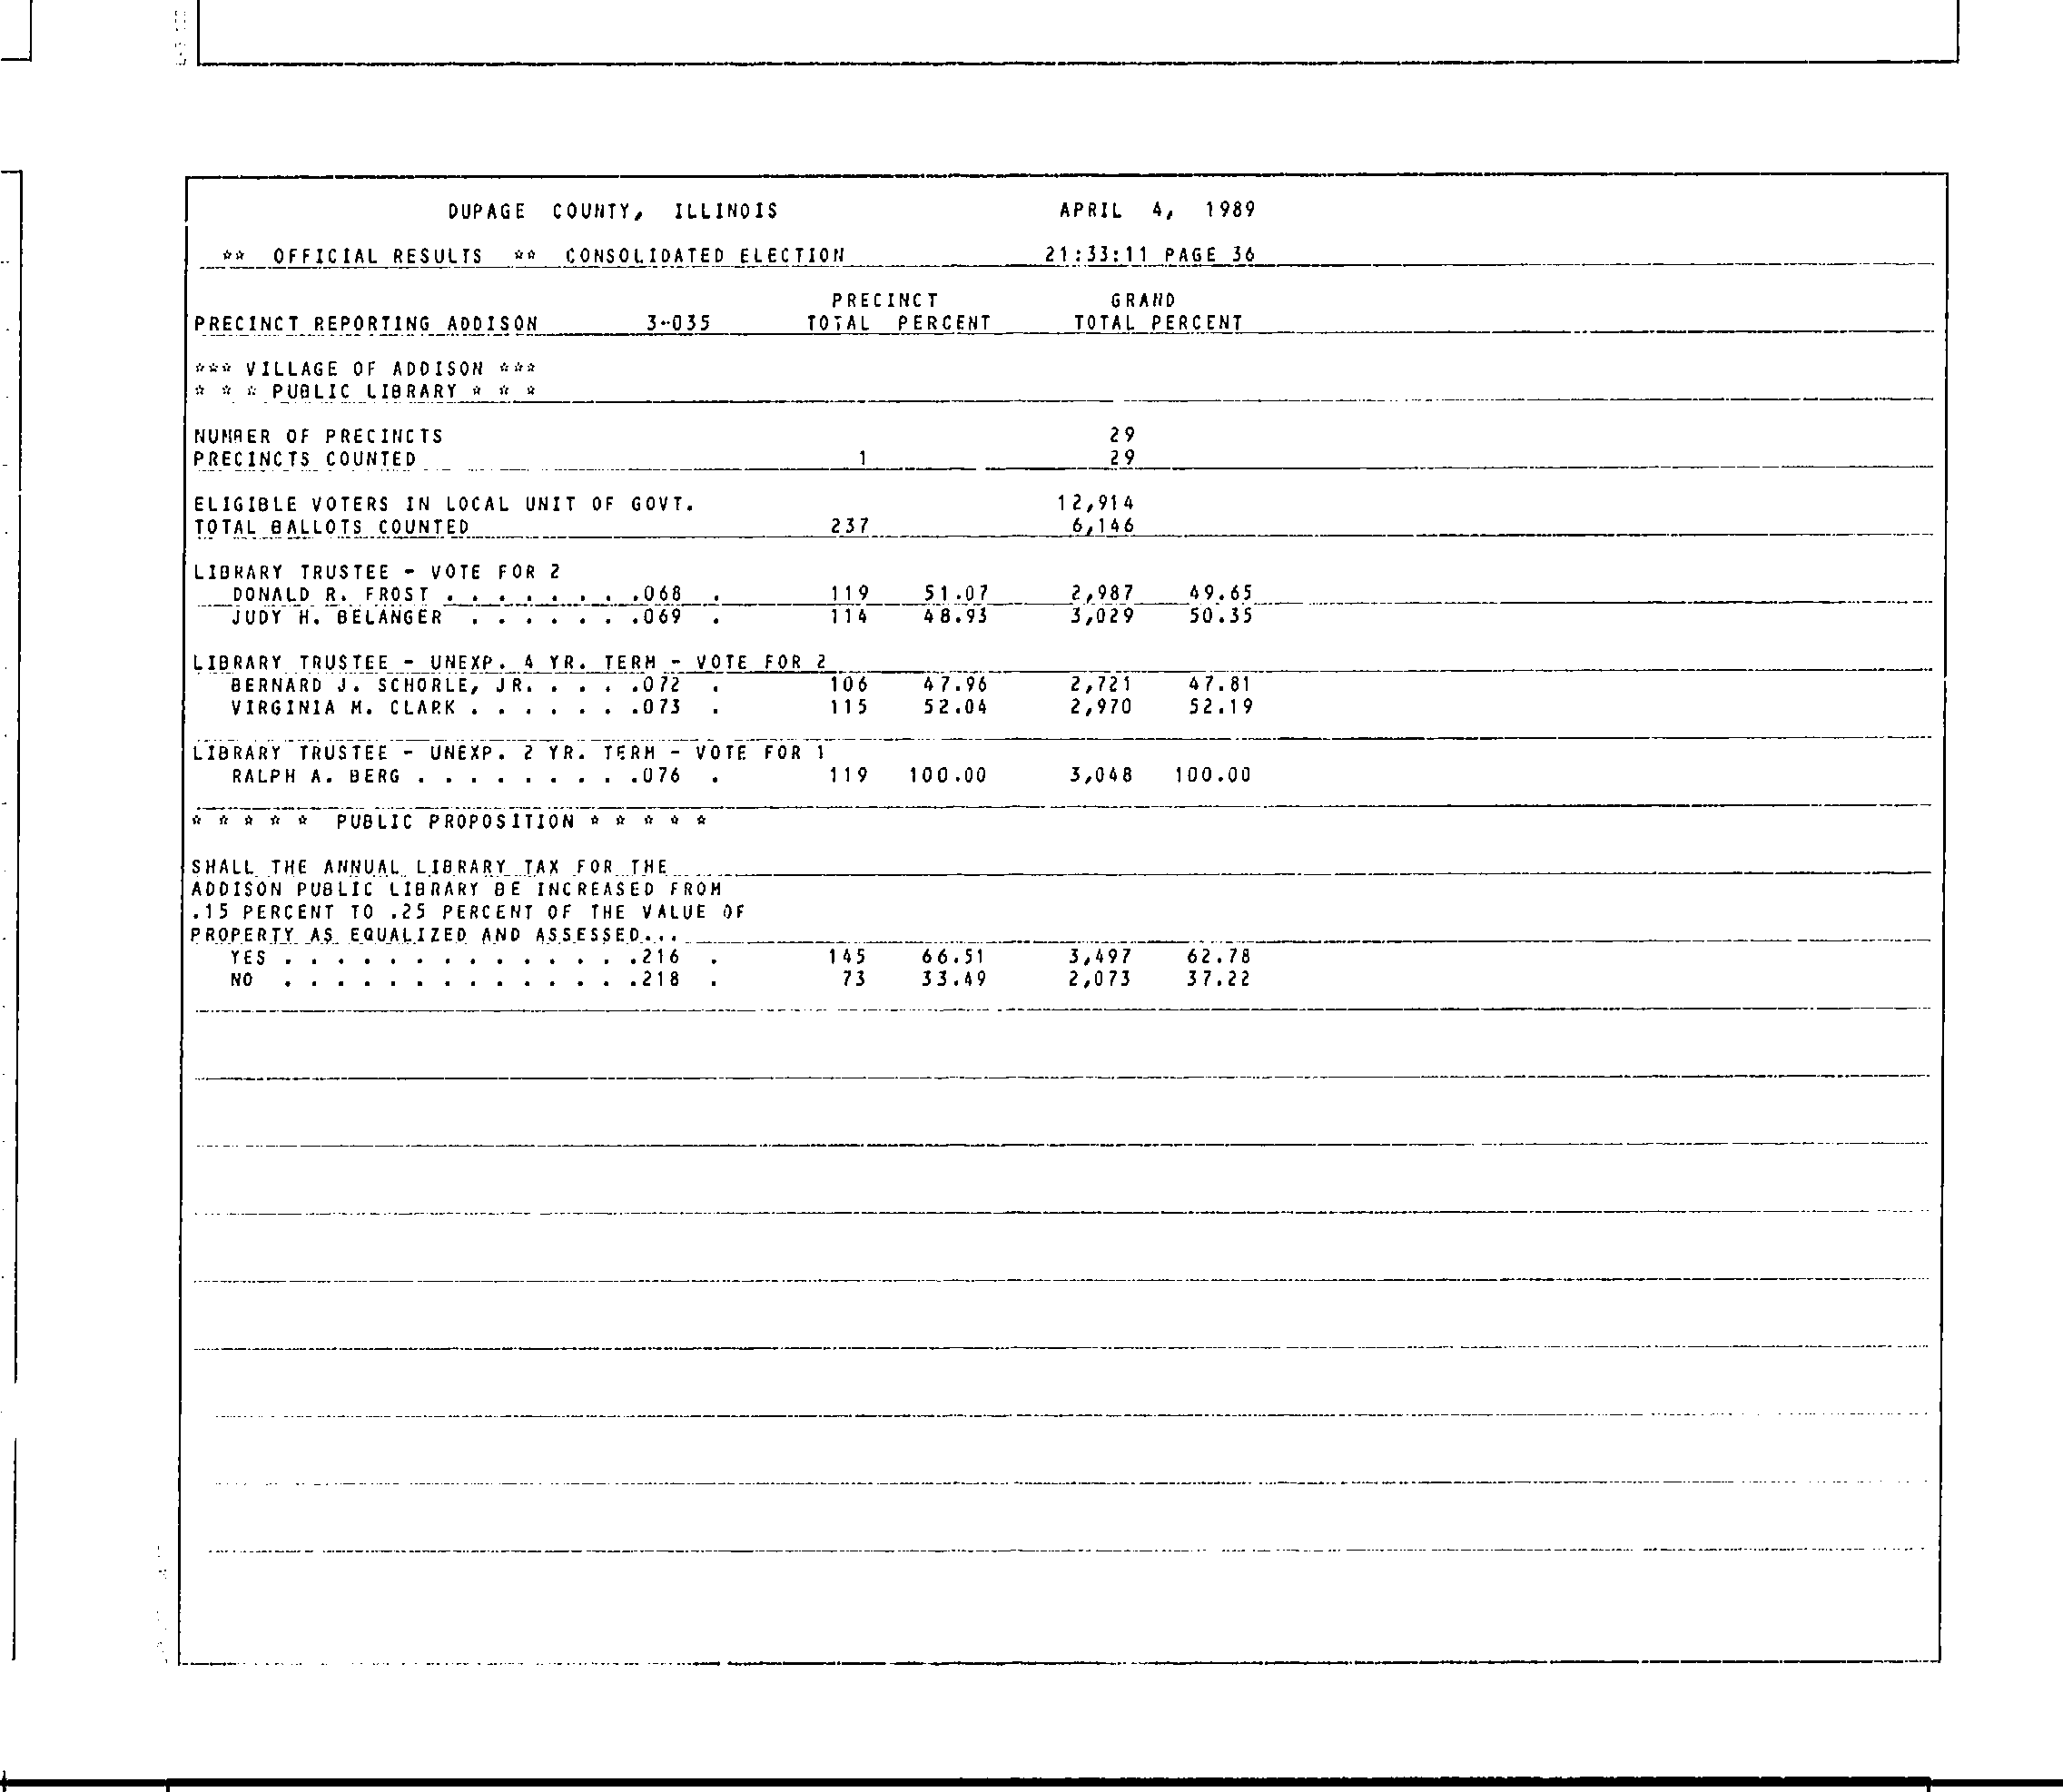 DUPAGE COUNTY, ILLINOIS APRIL 4, 1989
** OFFICIAL RESULTS ** CONSOLIDATED ELECTION 21:33:11 PAGE 36
PRECINCT GRAND
PRECINCT REPORTING ADDISON 3-035 TOTAL PERCENT TOTAL PERCENT
*** VILLAGE OF ADDISON ***
* * * PUBLIC LIBRARY * * *
NUMBER OF PRECINCTS 29
PRECINCTS COUNTED 1 29
ELIGIBLE VOTERS IN LOCAL UNIT OF GOVT. 12,914
TOTAL BALLOTS COUNTED 237 6,146
LIBRARY TRUSTEE - VOTE FOR 2
DONALD R. FROST . . . . . . . .068 . 119 51.07 2,987 49.65
JUDY H. BELANGER . . . . . . .069 . 114 48.93 3,029 50.35
LIBRARY TRUSTEE - UNEXP. 4 YR. TERM - VOTE FOR 2
BERNARD J. SCHORLE, JR. . . . .072 . 106 47.96 2,721 47.81
VIRGINIA M. CLARK . . . . . . .073 . 115 52.04 2,970 52.19
LIBRARY TRUSTEE - UNEXP. 2 YR. TERM - VOTE FOR 1
RALPH A. BERG . . . . . . . . .076 . 119 100.00 3,048 100.00
* * * * * PUBLIC PROPOSITION * * * * *
SHALL THE ANNUAL LIBRARY TAX FOR THE
ADDISON PUBLIC LIBRARY BE INCREASED FROM
.15 PERCENT TO .25 PERCENT OF THE VALUE OF
PROPERTY AS EQUALIZED AND ASSESSED...
YES . . . . . . . . . . . . . .216 . 145 66.51 3,497 62.78
NO . . . . . . . . . . . . . .218 . 73 33.49 2,073 37.22